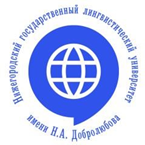 Нижегородский государственный лингвистический университет
имени Н.А. Добролюбова